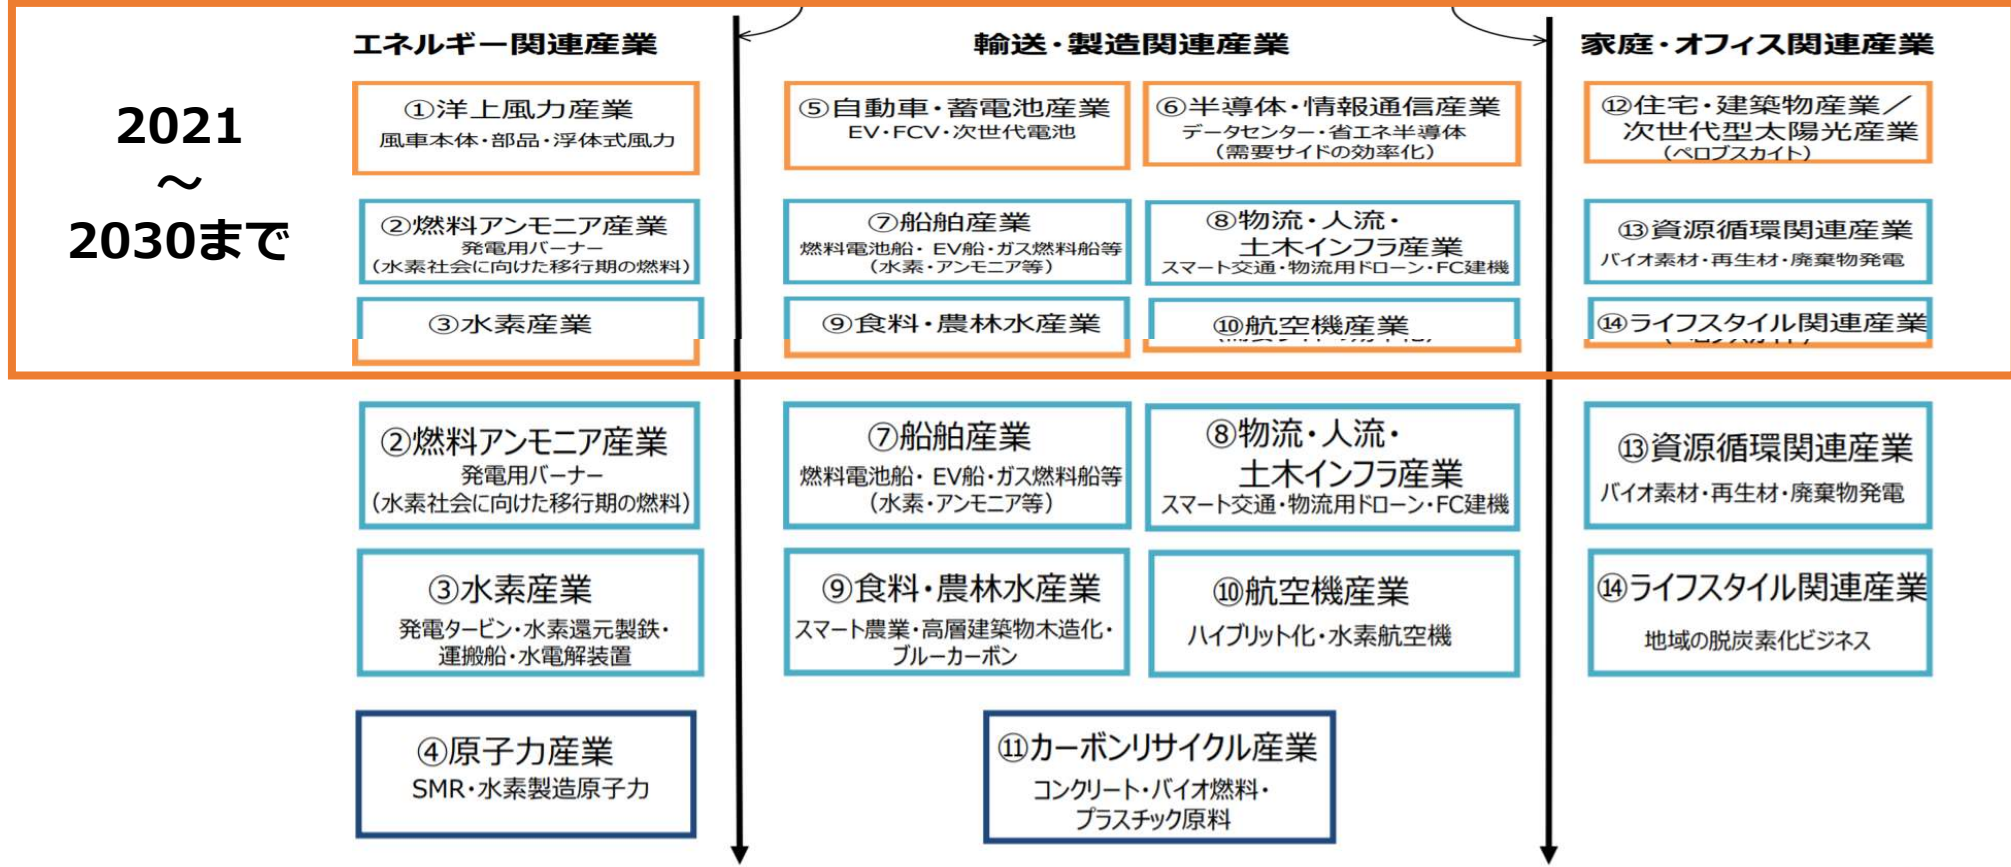 エネルギー関連産業
輸送・製造関連産業
家庭・オフィス関連産業
2021
～
2030まで
①洋上風力産業
風車本体・部品・浮体式風力
⑤自動車・蓄電池産業
EV・FCV・次世代電池
⑥半導体・情報通信産業
データセンター・省エネ半導体
(需要サイドの効率化)
⑫住宅・建築物産業／
次世代型太陽光産業
(ペロブスカイト)
②燃料アンモニア産業
発電用バーナー
(水素社会に向けた移行期の燃料)
⑦船舶産業
燃料電池船・EV船・ガス燃料船等
(水素・アンモニア等)
⑧物流・人流・
土木インフラ産業
スマート交通・物流用ドローン・FC建機
⑬資源循環関連産業
バイオ素材・再生材・廃棄物発電
③水素産業
⑨食料・農林水産業
⑩航空機産業
⑭ライフスタイル関連産業
②燃料アンモニア産業
発電用バーナー
(水素社会に向けた移行期の燃料)
⑦船舶産業
燃料電池船・EV船・ガス燃料船等
(水素・アンモニア等)
⑧物流・人流・
土木インフラ産業
スマート交通・物流用ドローン・FC建機
⑬資源循環関連産業
バイオ素材・再生材・廃棄物発電
③水素産業
発電タービン・水素還元製鉄・
運搬船・水電解装置
⑨食料・農林水産業
スマート農業・高層建築物木造化・
ブルーカーボン
⑩航空機産業
ハイブリット化・水素航空機
⑭ライフスタイル関連産業
地域の脱炭素化ビジネス
④原子力産業
SMR・水素製造原子力
⑪カーボンリサイクル産業
コンクリート・バイオ燃料・
プラスチック原料